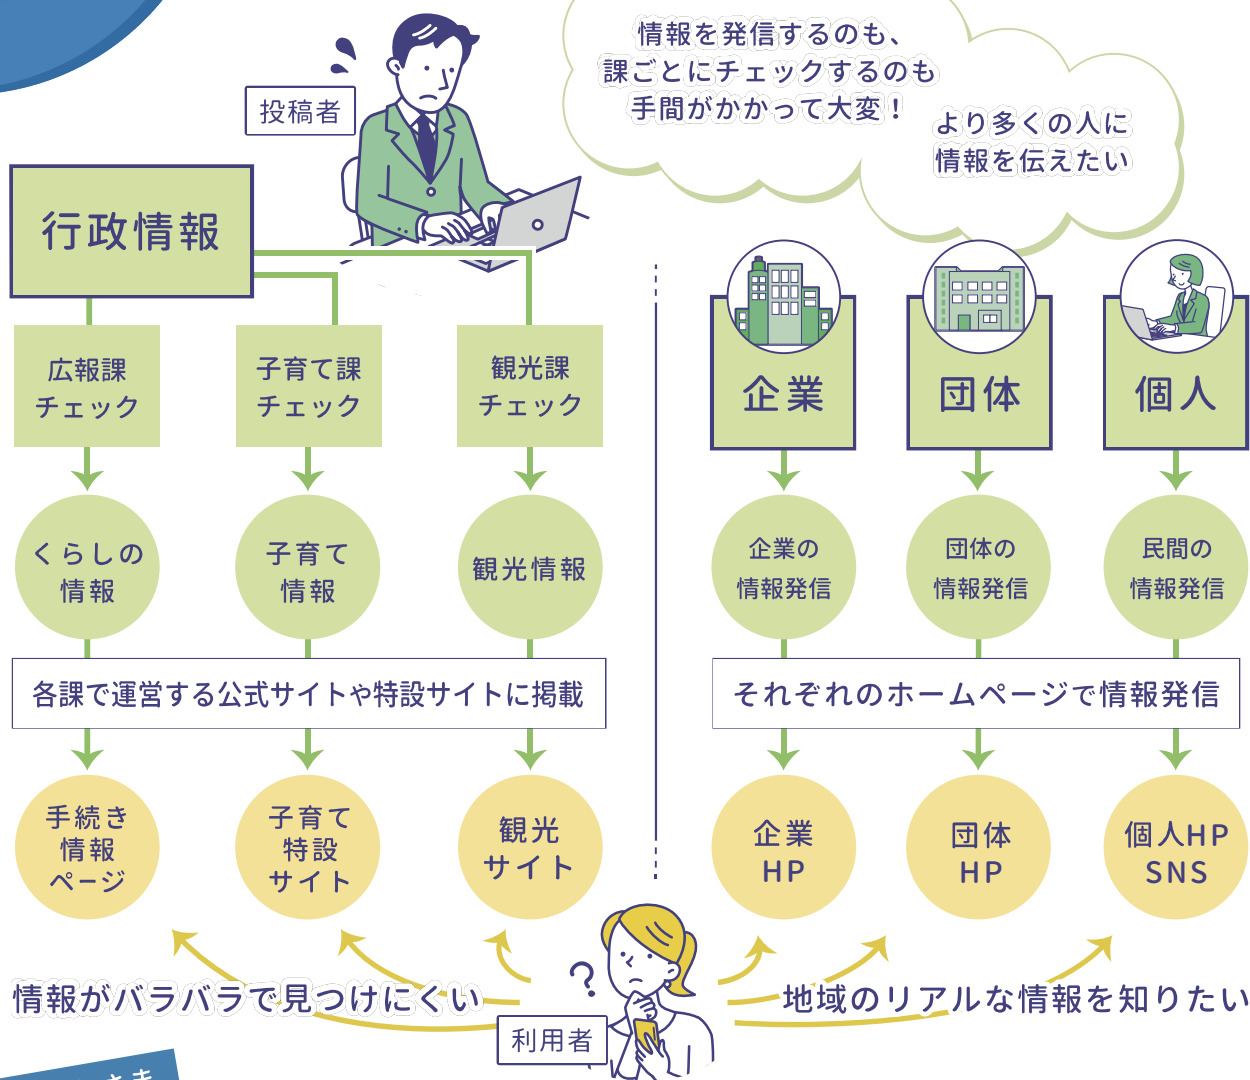 情報を発信するのも、
課ごとにチェックするのも
手間がかかって大変！
より多くの人に
情報を伝えたい
投稿者
行政情報
広報課
チェック
子育て課
チェック
観光課
チェック
企業
団体
個人
くらしの
情報
子育て
情報
観光情報
企業の
情報発信
団体の
情報発信
民間の
情報発信
各課で運営する公式サイトや特設サイトに掲載
それぞれのホームページで情報発信
手続き
情報
ページ
子育て
特設
サイト
観光
サイト
企業
HP
団体
HP
個人HP
SNS
情報がバラバラで見つけにくい
?
地域のリアルな情報を知りたい
利用者